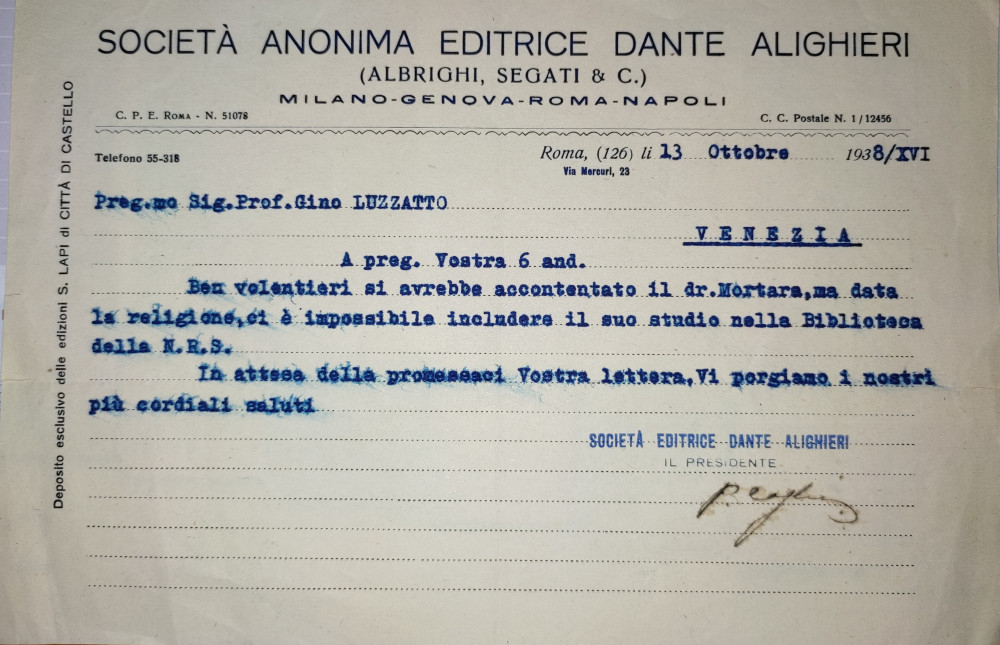 SOCIETÀ ANONIMA EDITRICE DANTE ALIGHIERI
(ALBRIGHI, SEGATI & C.)
MILANO-GENOVA-ROMA-NAPOLI
C. P. E. ROMA - N. 51078
C. C. Postale N. 1/12456
Telefono 55-318
Roma, (126) li 13 Ottobre 1938/XVI
Via Mercuri, 23
Preg.mo Sig.Prof.Gino LUZZATTO
VENEZIA
A preg. Vostra 6 and.
Ben volentieri si avrebbe accontentato il dr.Mortara,ma data
la religione,ci è impossibile includere il suo studio nella Biblioteca
della N.R.S.
In attesa della promessaci Vostra lettera,Vi porgiamo i nostri
più cordiali saluti
SOCIETÀ EDITRICE DANTE ALIGHIERI
IL PRESIDENTE
Deposito esclusivo delle edizioni S. LAPI di CITTÀ DI CASTELLO